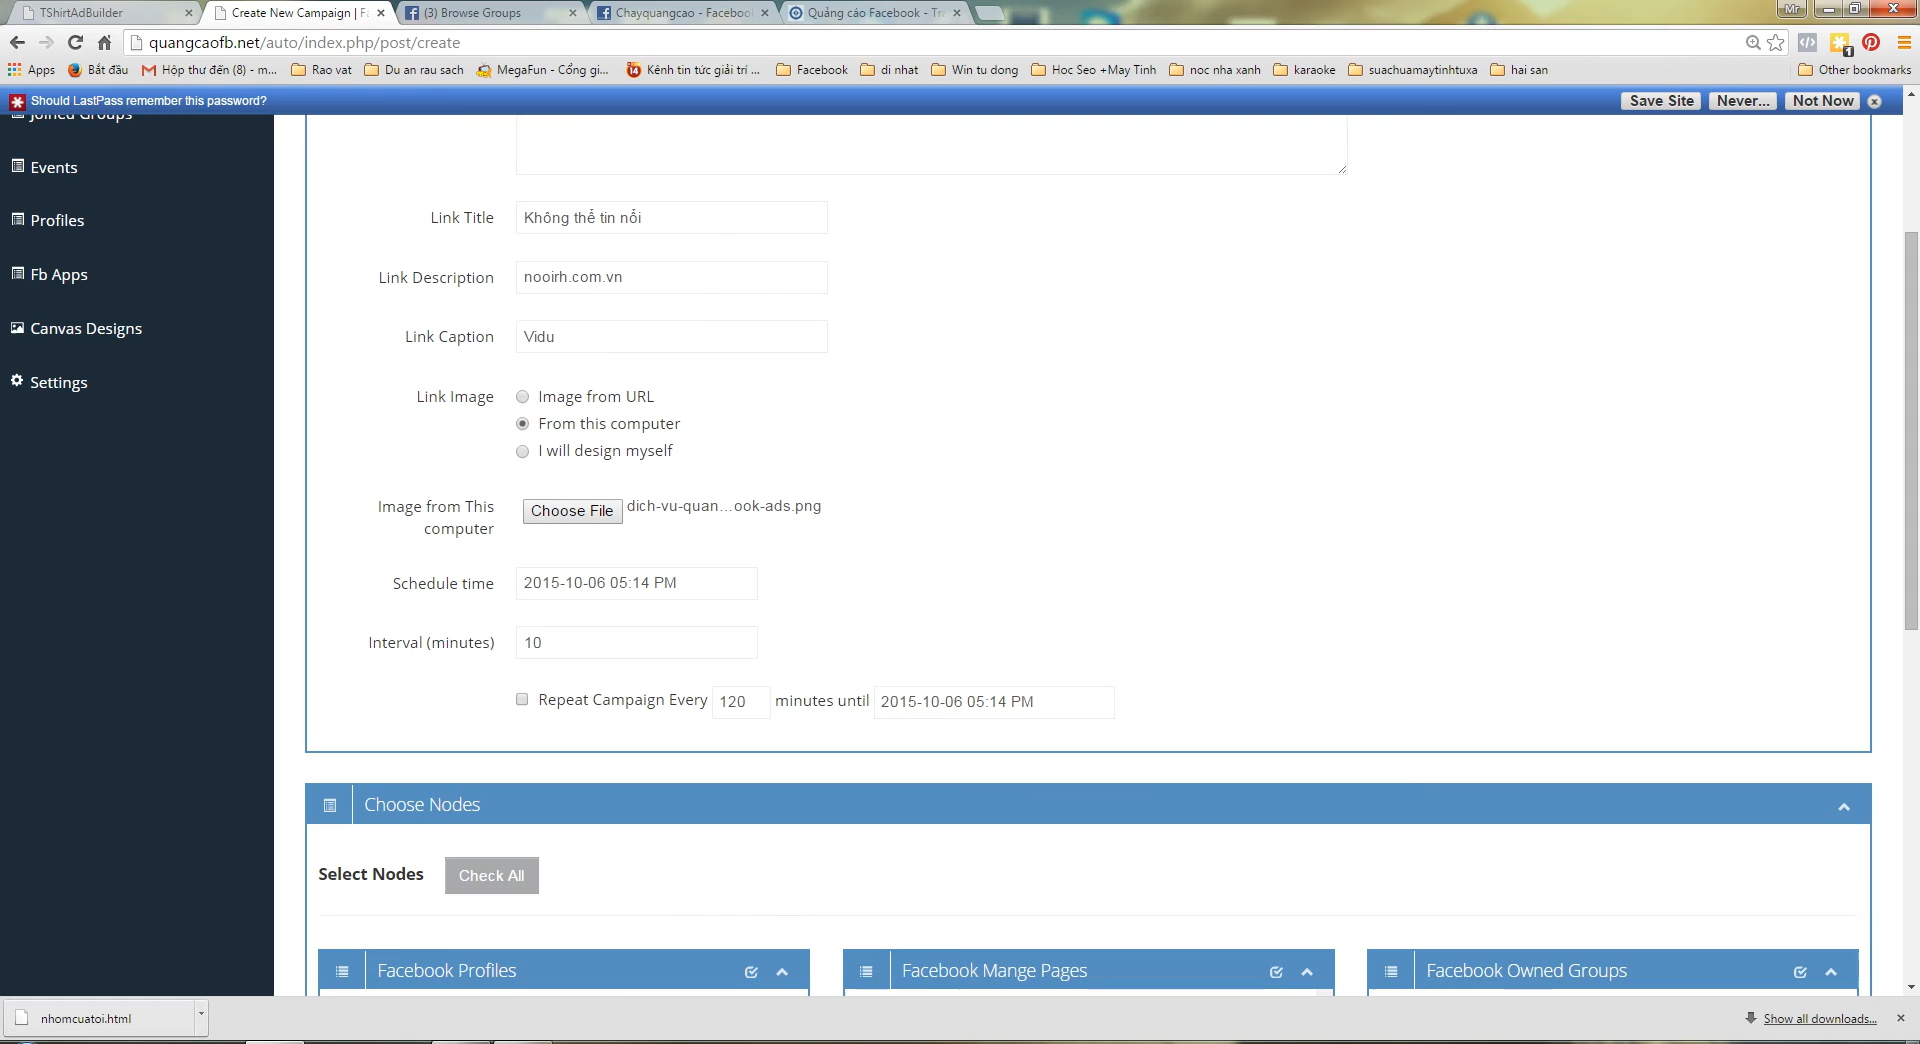 TShirtAdBuilder
Create New Campaign | Fa
(3) Browse Groups
Chayquangcao - Facebook
Quảng cáo Facebook - Tra
Mr
quangcaofb.net/auto/index.php/post/create
1
Apps
Bắt đầu
Hộp thư đến (8) - m...
Rao vat
Du an rau sach
MegaFun - Cổng gi...
Kênh tin tức giải trí ...
Facebook
di nhat
Win tu dong
Hoc Seo +May Tinh
noc nha xanh
karaoke
suachuamaytinhtuxa
hai san
Other bookmarks
Should LastPass remember this password?
Save Site
Never...
Not Now
Joined Groups
Events
Profiles
Fb Apps
Canvas Designs
Settings
Link Title
Không thể tin nổi
Link Description
nooirh.com.vn
Link Caption
Vidu
Link Image
Image from URL
From this computer
I will design myself
Image from This
computer
Choose File
dich-vu-quan...ook-ads.png
Schedule time
2015-10-06 05:14 PM
Interval (minutes)
10
Repeat Campaign Every 120 minutes until 2015-10-06 05:14 PM
Choose Nodes
Select Nodes
Check All
Facebook Profiles
Facebook Mange Pages
Facebook Owned Groups
nhomcuatoi.html
Show all downloads...